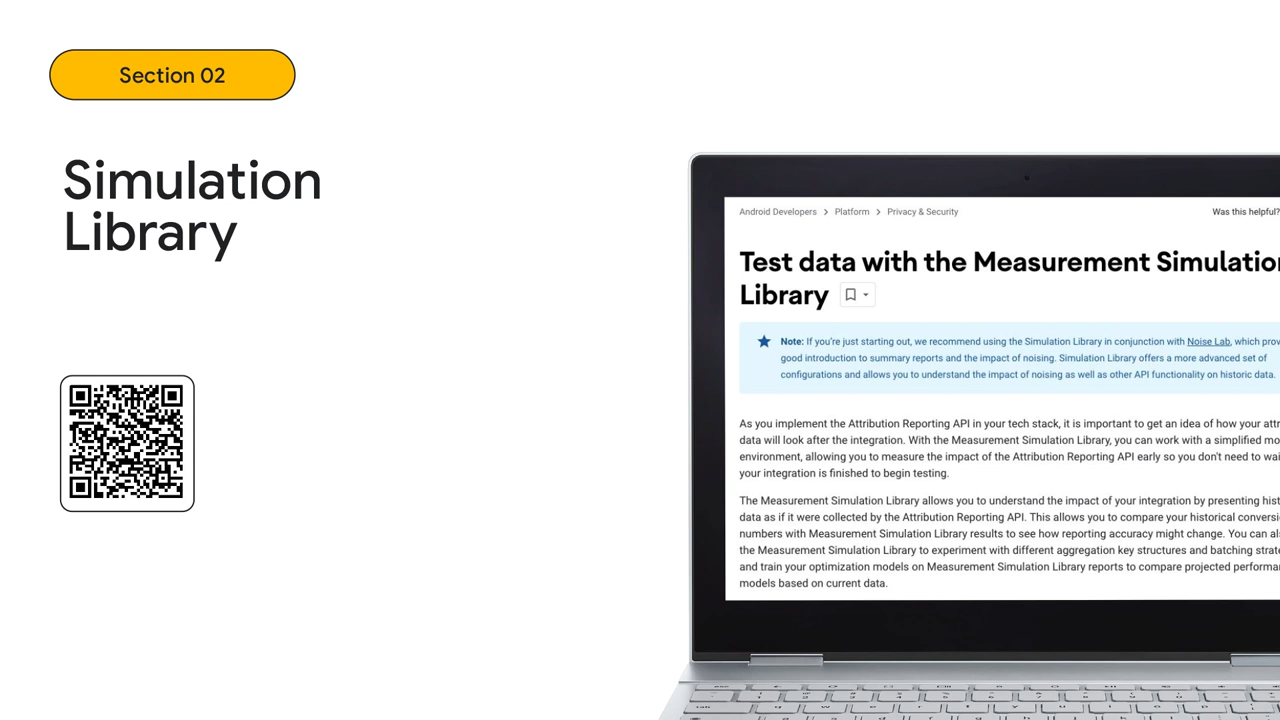 Section 02
Simulation
Library
Android Developers > Platform > Privacy & Security
Was this helpful?
Test data with the Measurement Simulation
Library
Note: If you're just starting out, we recommend using the Simulation Library in conjunction with Noise Lab, which
good introduction to summary reports and the impact of noising. Simulation Library offers a more advanced set of
configurations and allows you to understand the impact of noising as well as other API functionality on historic data.
As you implement the Attribution Reporting API in your tech stack, it is important to get an idea of how your
data will look after the integration. With the Measurement Simulation Library, you can work with a simplified
environment, allowing you to measure the impact of the Attribution Reporting API early so you don't need to
your integration is finished to begin testing.
The Measurement Simulation Library allows you to understand the impact of your integration by presenting
data as if it were collected by the Attribution Reporting API. This allows you to compare your historical
numbers with Measurement Simulation Library results to see how reporting accuracy might change. You can
the Measurement Simulation Library to experiment with different aggregation key structures and batching
and train your optimization models on Measurement Simulation Library reports to compare projected
models based on current data.